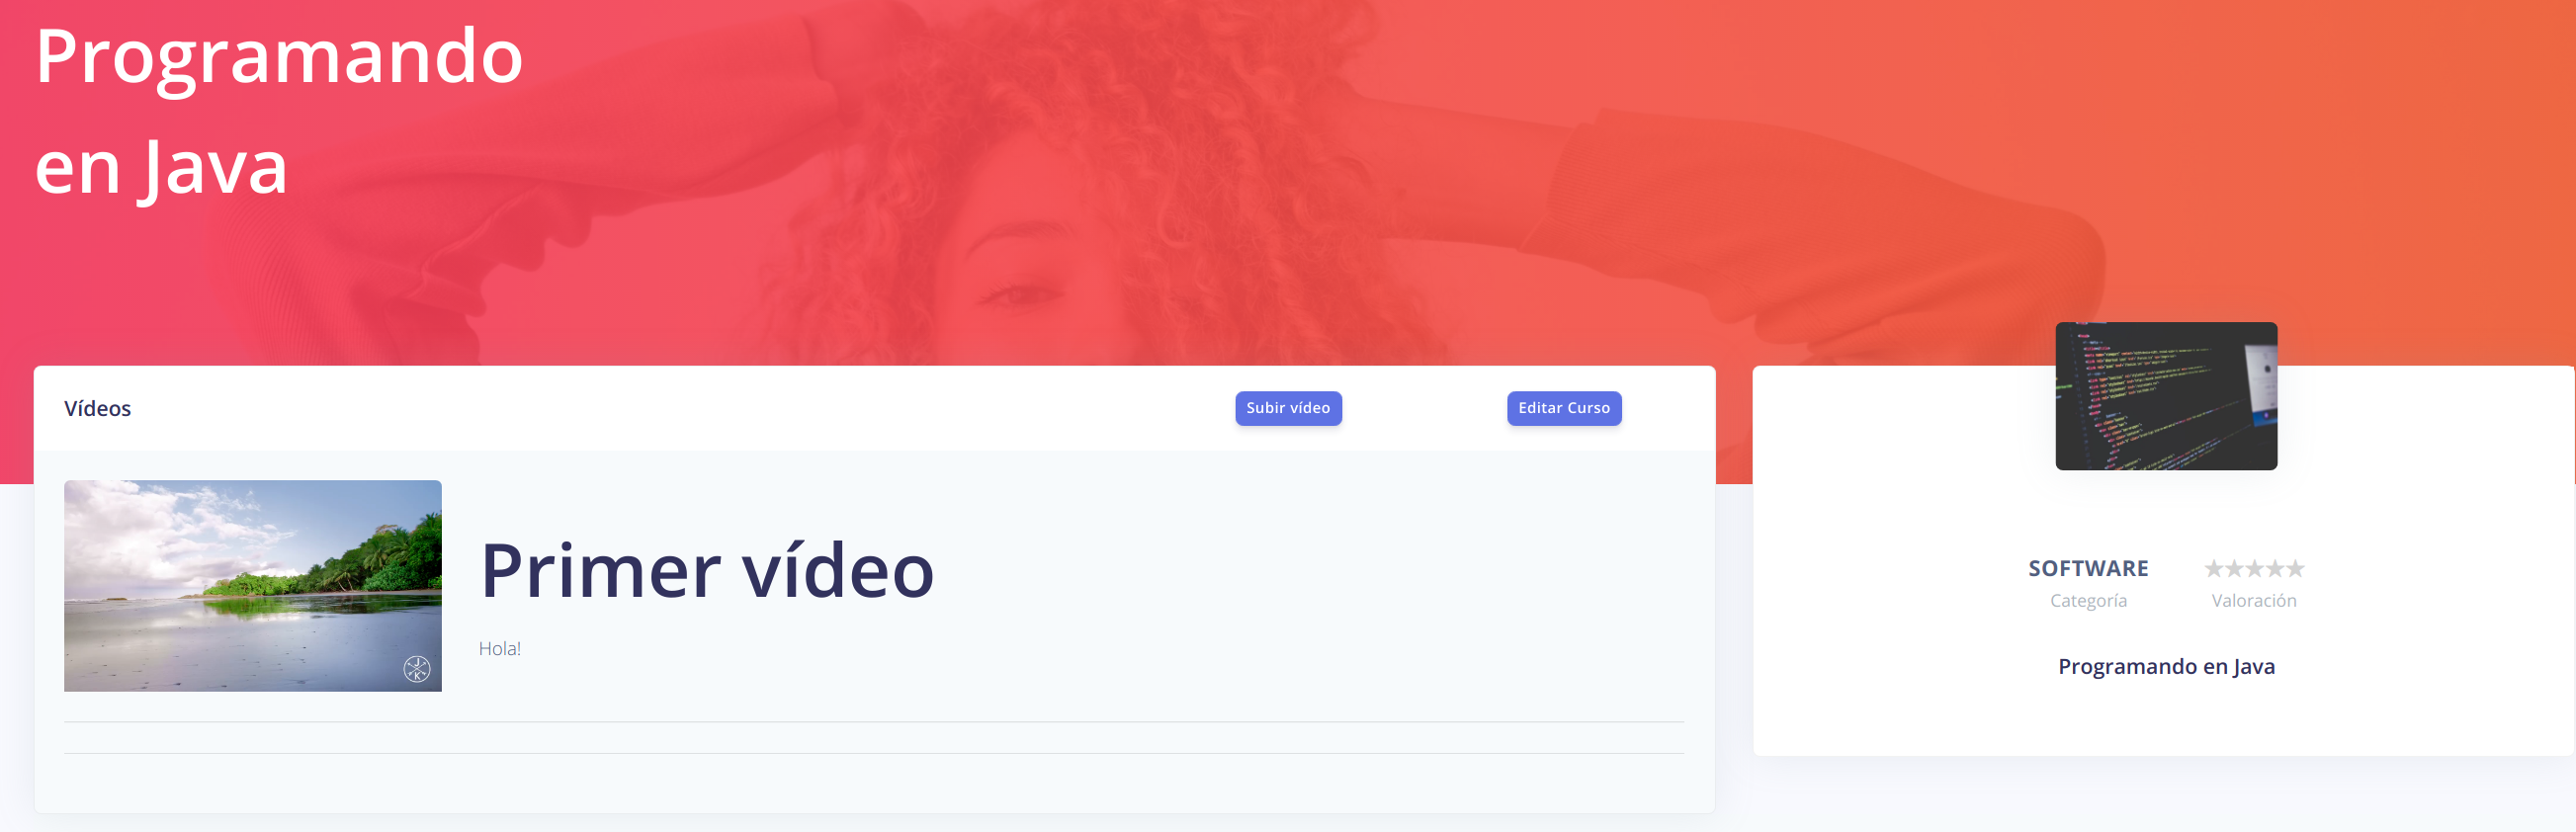 Programando
en Java
Vídeos
Subir vídeo
Editar Curso
Primer vídeo
Hola!
J
K
SOFTWARE
★★★★★
Categoría
Valoración
Programando en Java